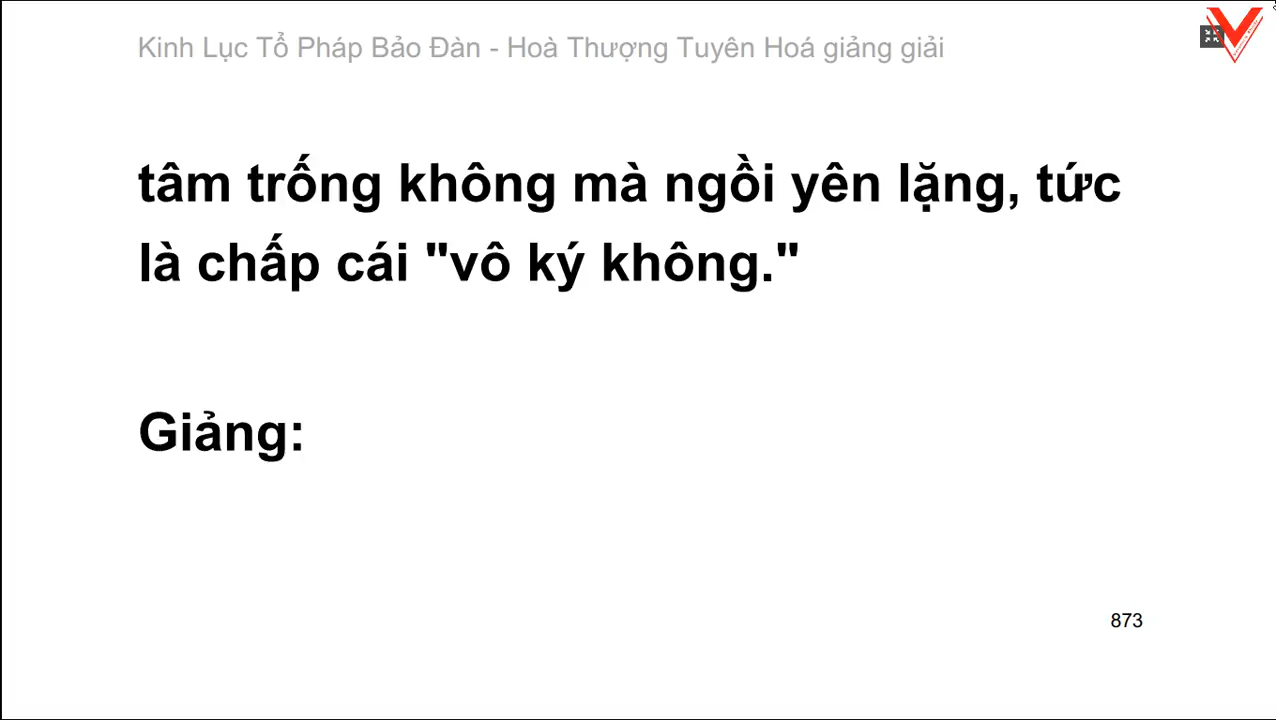 Kinh Lục Tổ Pháp Bảo Đàn - Hoà Thượng Tuyên Hoá giảng giải
tâm trống không mà ngồi yên lặng, tức
là chấp cái "vô ký không."
Giảng:
873